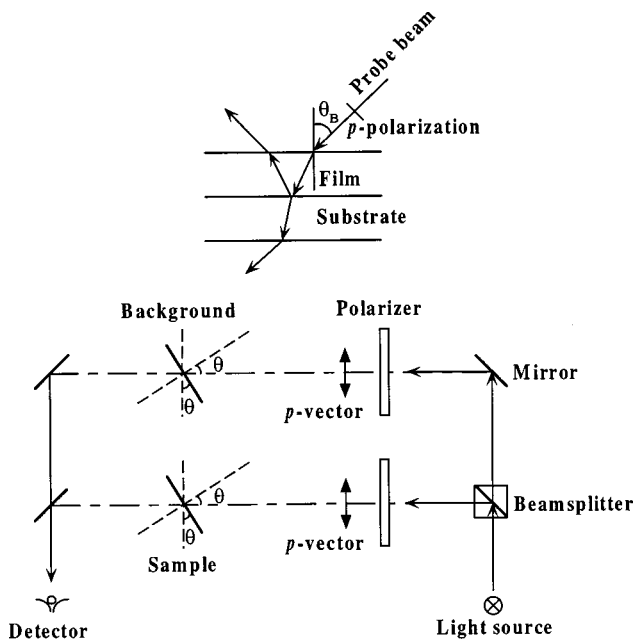 Probe beam
θB
p-polarization
Film
Substrate
Background
Polarizer
θ
θ
p-vector
Mirror
θ
θ
p-vector
Beamsplitter
Sample
Detector
Light source